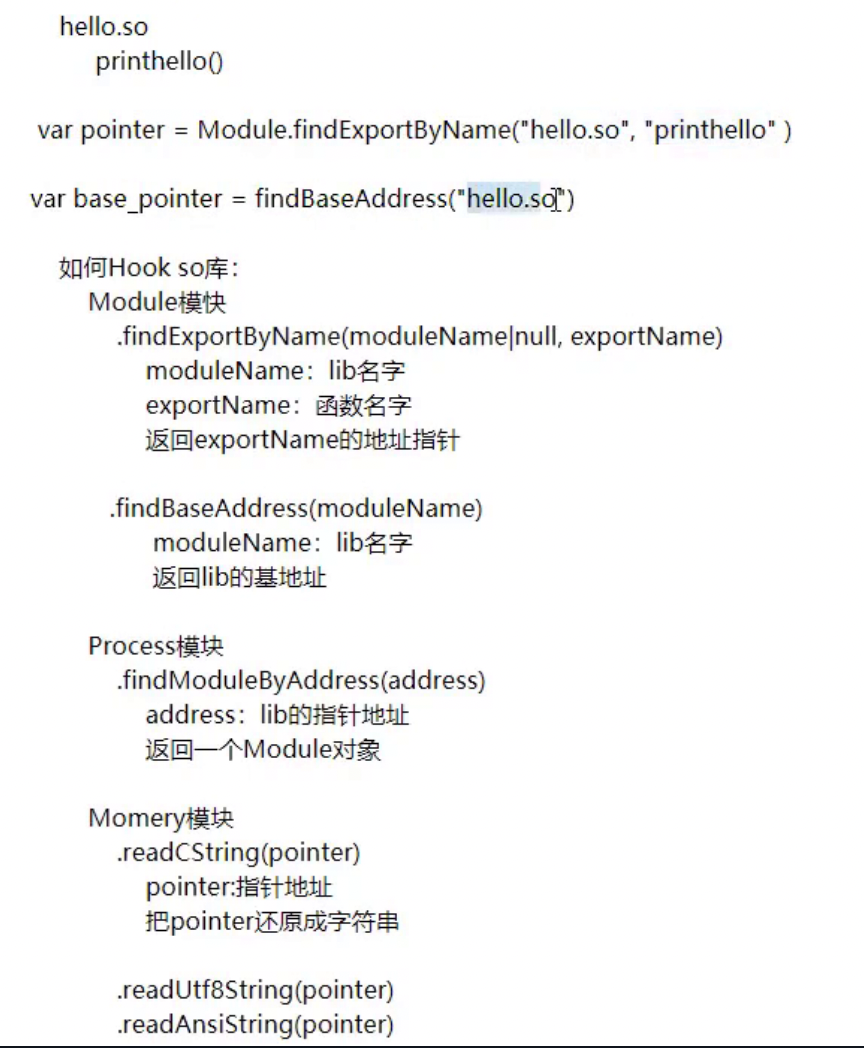 hello.so
printhello()
var pointer = Module.findExportByName("hello.so", "printhello" )
var base_pointer = findBaseAddress("hello.so")
如何Hook so库：
Module模快
.findExportByName(moduleName|null, exportName)
moduleName：lib名字
exportName：函数名字
返回exportName的地址指针
.findBaseAddress(moduleName)
moduleName：lib名字
返回lib的基地址
Process模块
.findModuleByAddress(address)
address：lib的指针地址
返回一个Module对象
Momery模块
.readCString(pointer)
pointer:指针地址
把pointer还原成字符串
.readUtf8String(pointer)
.readAnsiString(pointer)